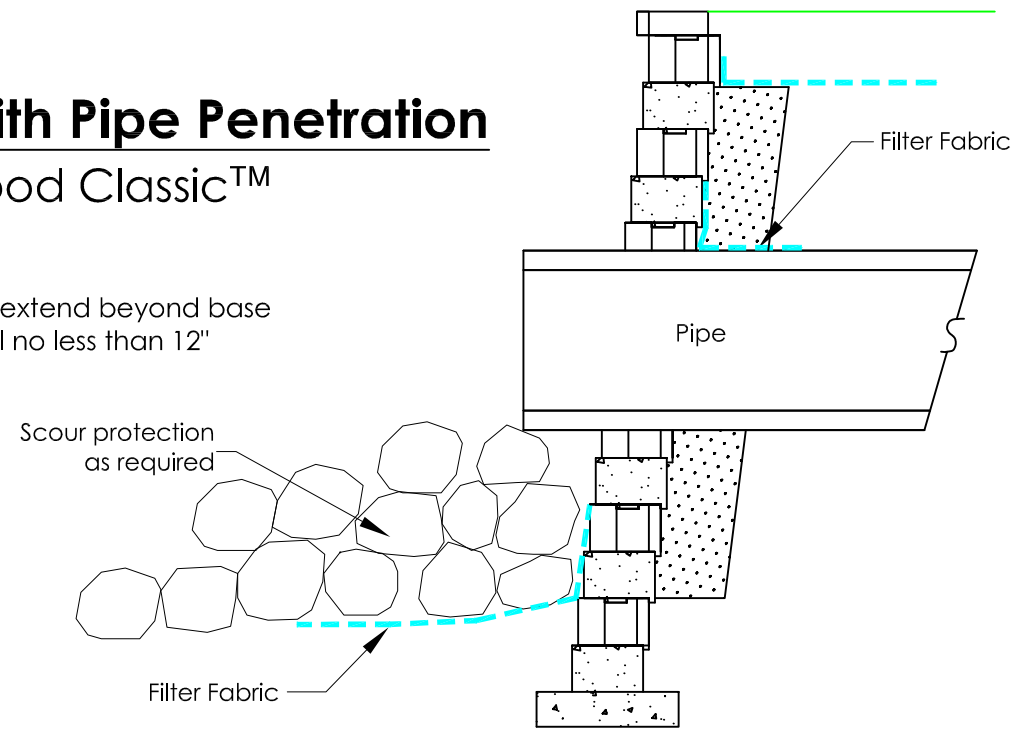 ith Pipe Penetration
ood Classic™
Filter Fabric
extend beyond base
l no less than 12"
Pipe
Scour protection
as required
Filter Fabric